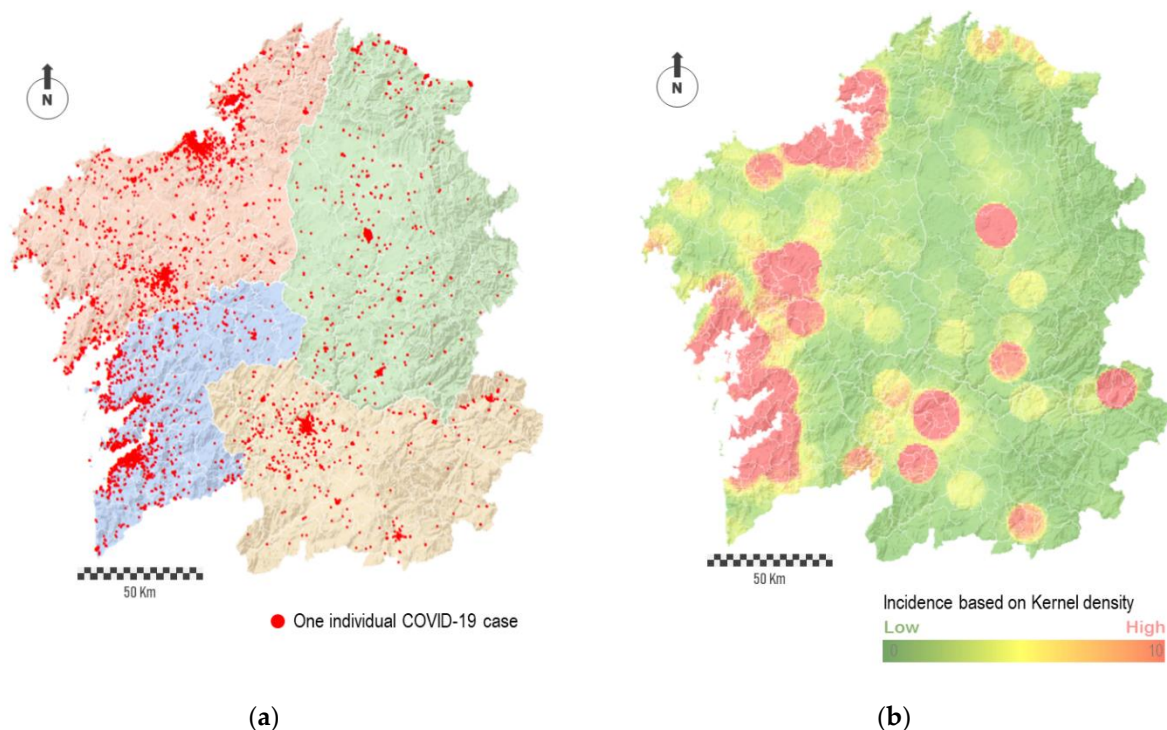 N
50 Km
One individual COVID-19 case
(a)
N
50 Km
Incidence based on Kernel density
Low High
0 10
(b)